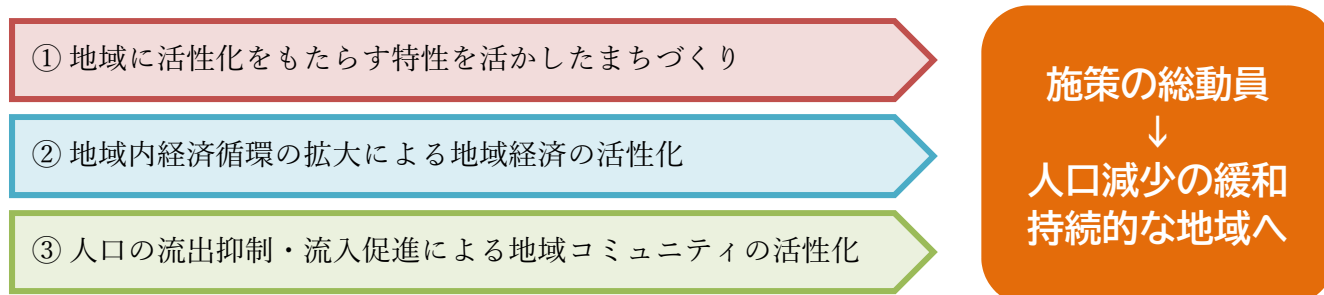 ① 地域に活性化をもたらす特性を活かしたまちづくり
② 地域内経済循環の拡大による地域経済の活性化
③ 人口の流出抑制・流入促進による地域コミュニティの活性化
施策の総動員
↓
人口減少の緩和
持続的な地域へ